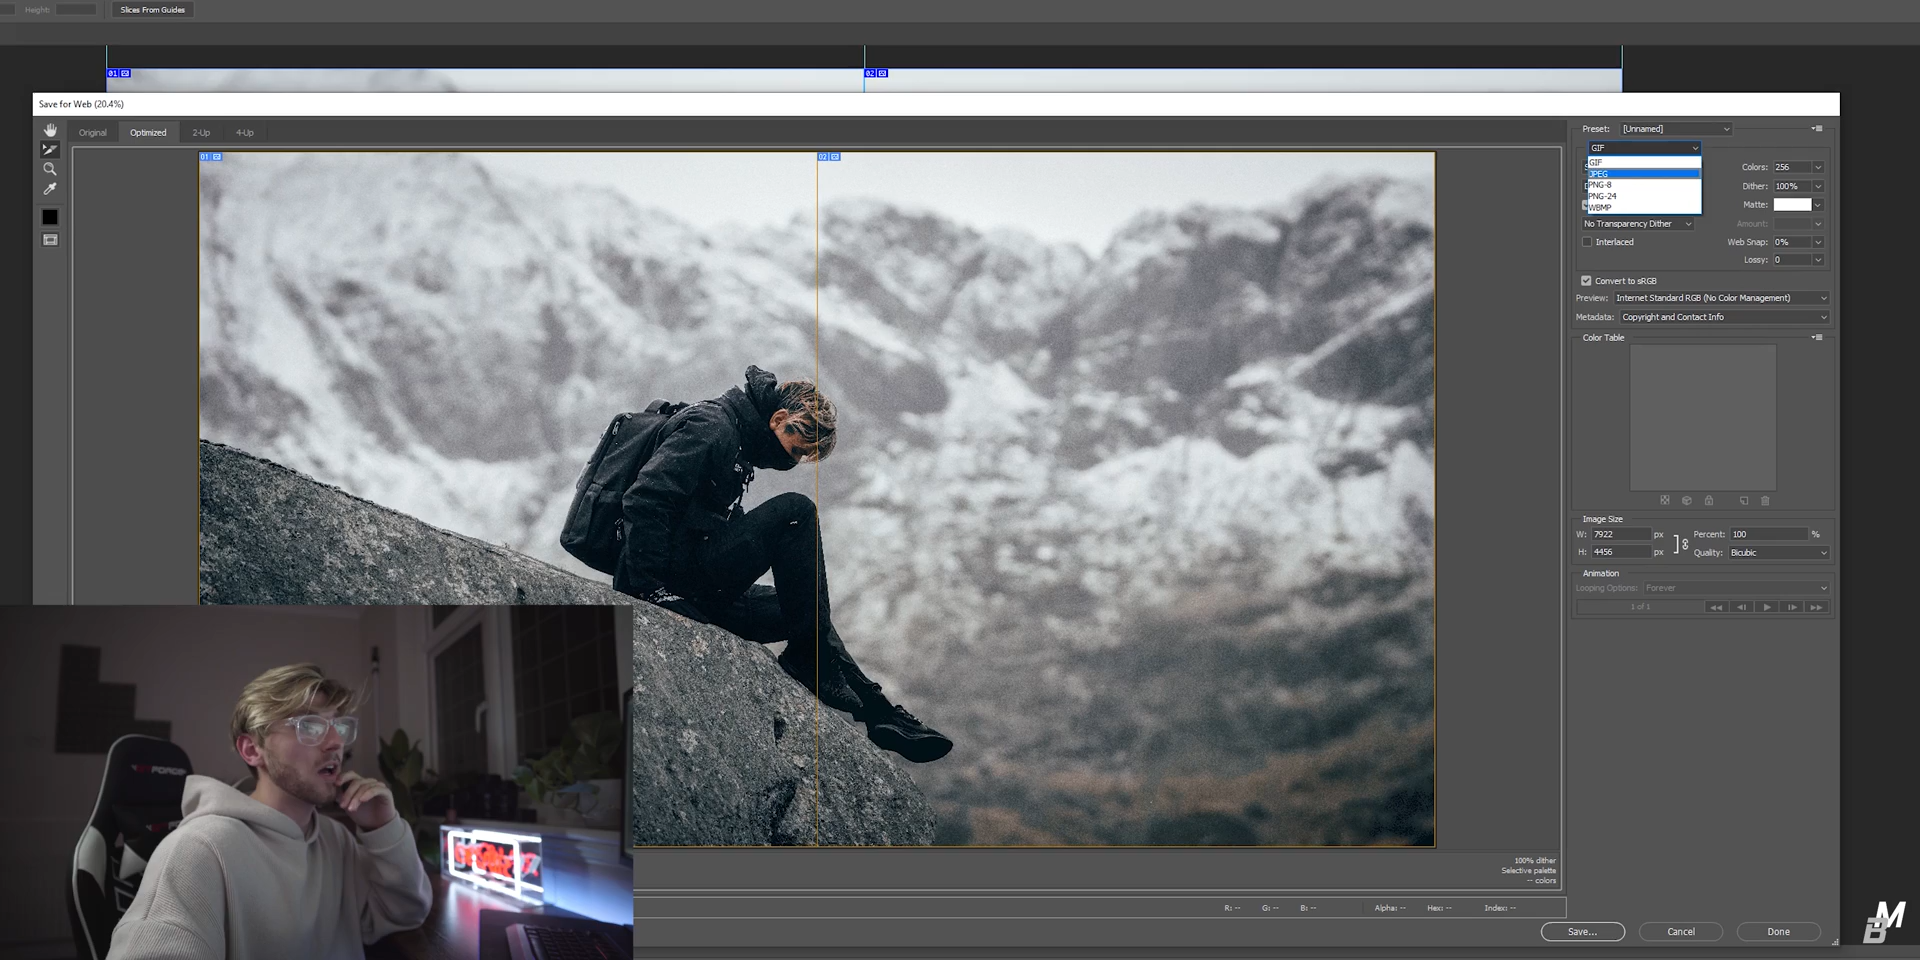 Height:
Slices From Guides
01
02
Save for Web (20.4%)
Original Optimized 2-Up 4-Up
Preset: [Unnamed]
01
02
GIF
GIF
JPEG
PNG-8
PNG-24
WBMP
Colors: 256
Dither: 100%
Matte:
No Transparency Dither Amount:
Interlaced Web Snap: 0%
Lossy: 0
Convert to sRGB
Preview: Internet Standard RGB (No Color Management)
Metadata: Copyright and Contact Info
Color Table
Image Size
W: 7922 px Percent: 100 %
H: 4456 px Quality: Bicubic
Animation
Looping Options: Forever
1 of 1
100% dither
Selective palette
-- colors
R: -- G: -- B: -- Alpha: -- Hex: -- Index: --
Save... Cancel Done
BM